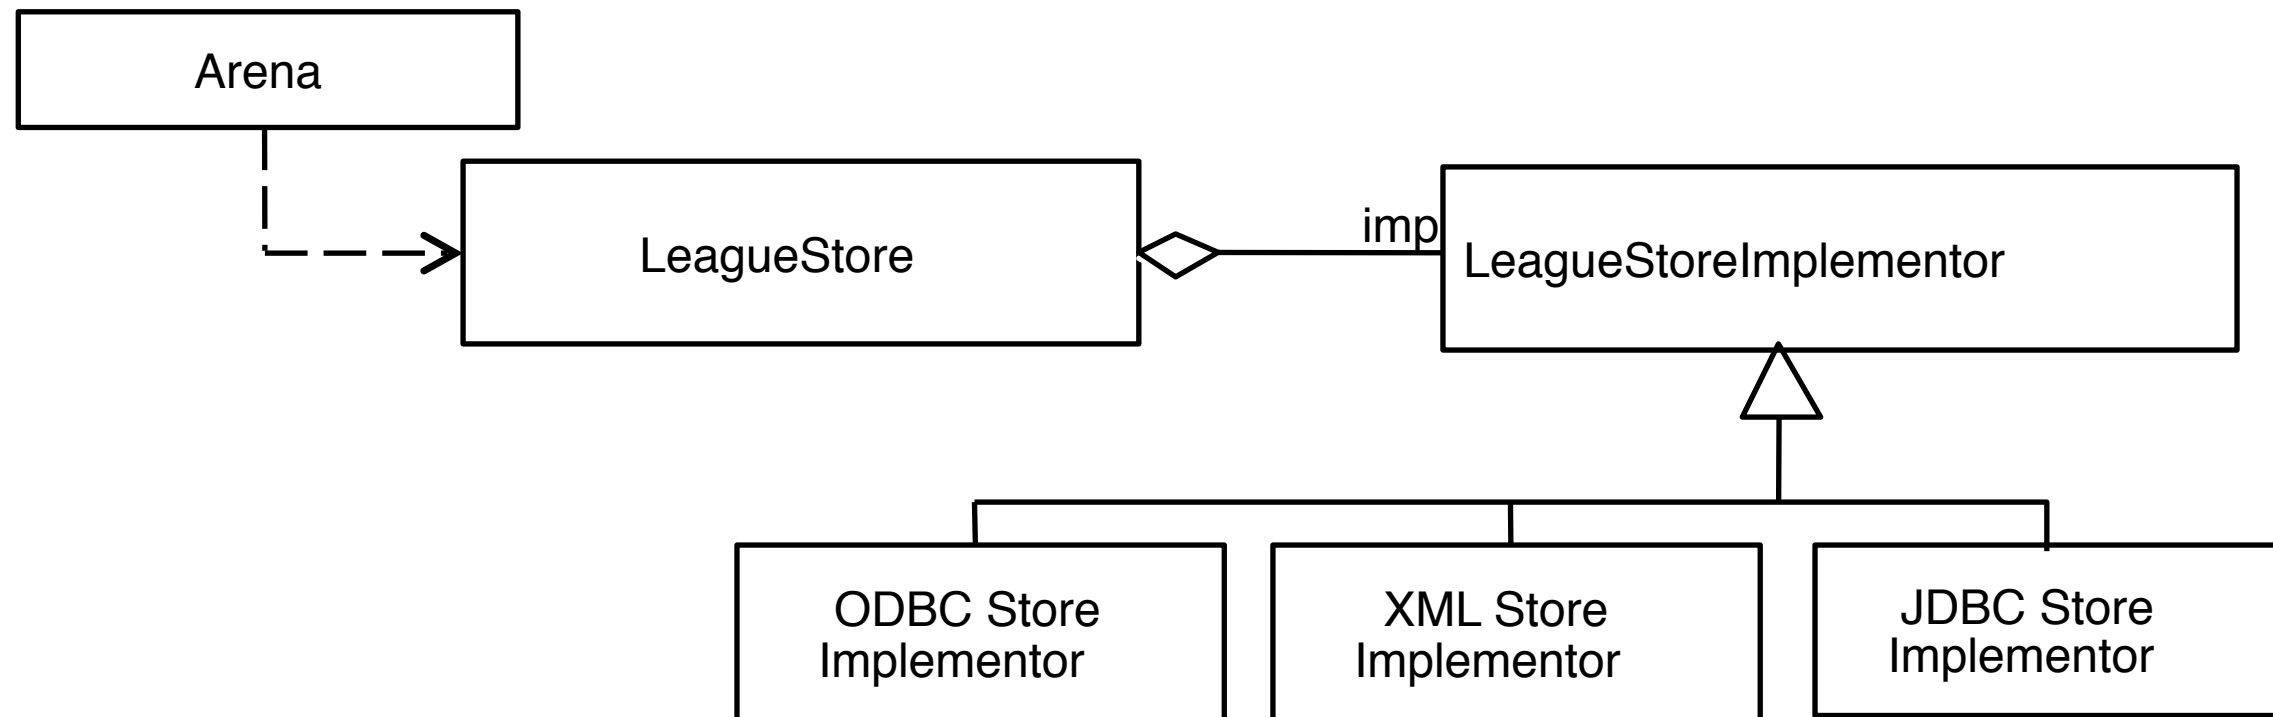 Arena
LeagueStore
imp
LeagueStoreImplementor
ODBC Store
Implementor
XML Store
Implementor
JDBC Store
Implementor